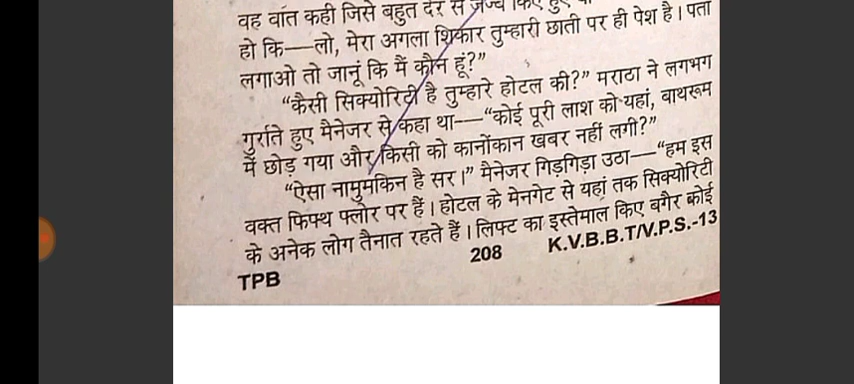 वह बात कही जिसे बहुत देर से जज्ब किए हुए
हो कि—लो, मेरा अगला शिकार तुम्हारी छाती पर ही पेश है। पता
लगाओ तो जानूं कि मैं कौन हूं?”
“कैसी सिक्योरिटी है तुम्हारे होटल की?” मराठा ने लगभग
गुर्राते हुए मैनेजर से कहा था—“कोई पूरी लाश को यहां, बाथरूम
में छोड़ गया और किसी को कानोंकान खबर नहीं लगी?”
“ऐसा नामुमकिन है सर।” मैनेजर गिड़गिड़ा उठा—“हम इस
वक्त फिफ्थ फ्लोर पर हैं। होटल के मेनगेट से यहां तक सिक्योरिटी
के अनेक लोग तैनात रहते हैं। लिफ्ट का इस्तेमाल किए बगैर कोई
208
K.V.B.B.T/V.P.S.-13
TPB